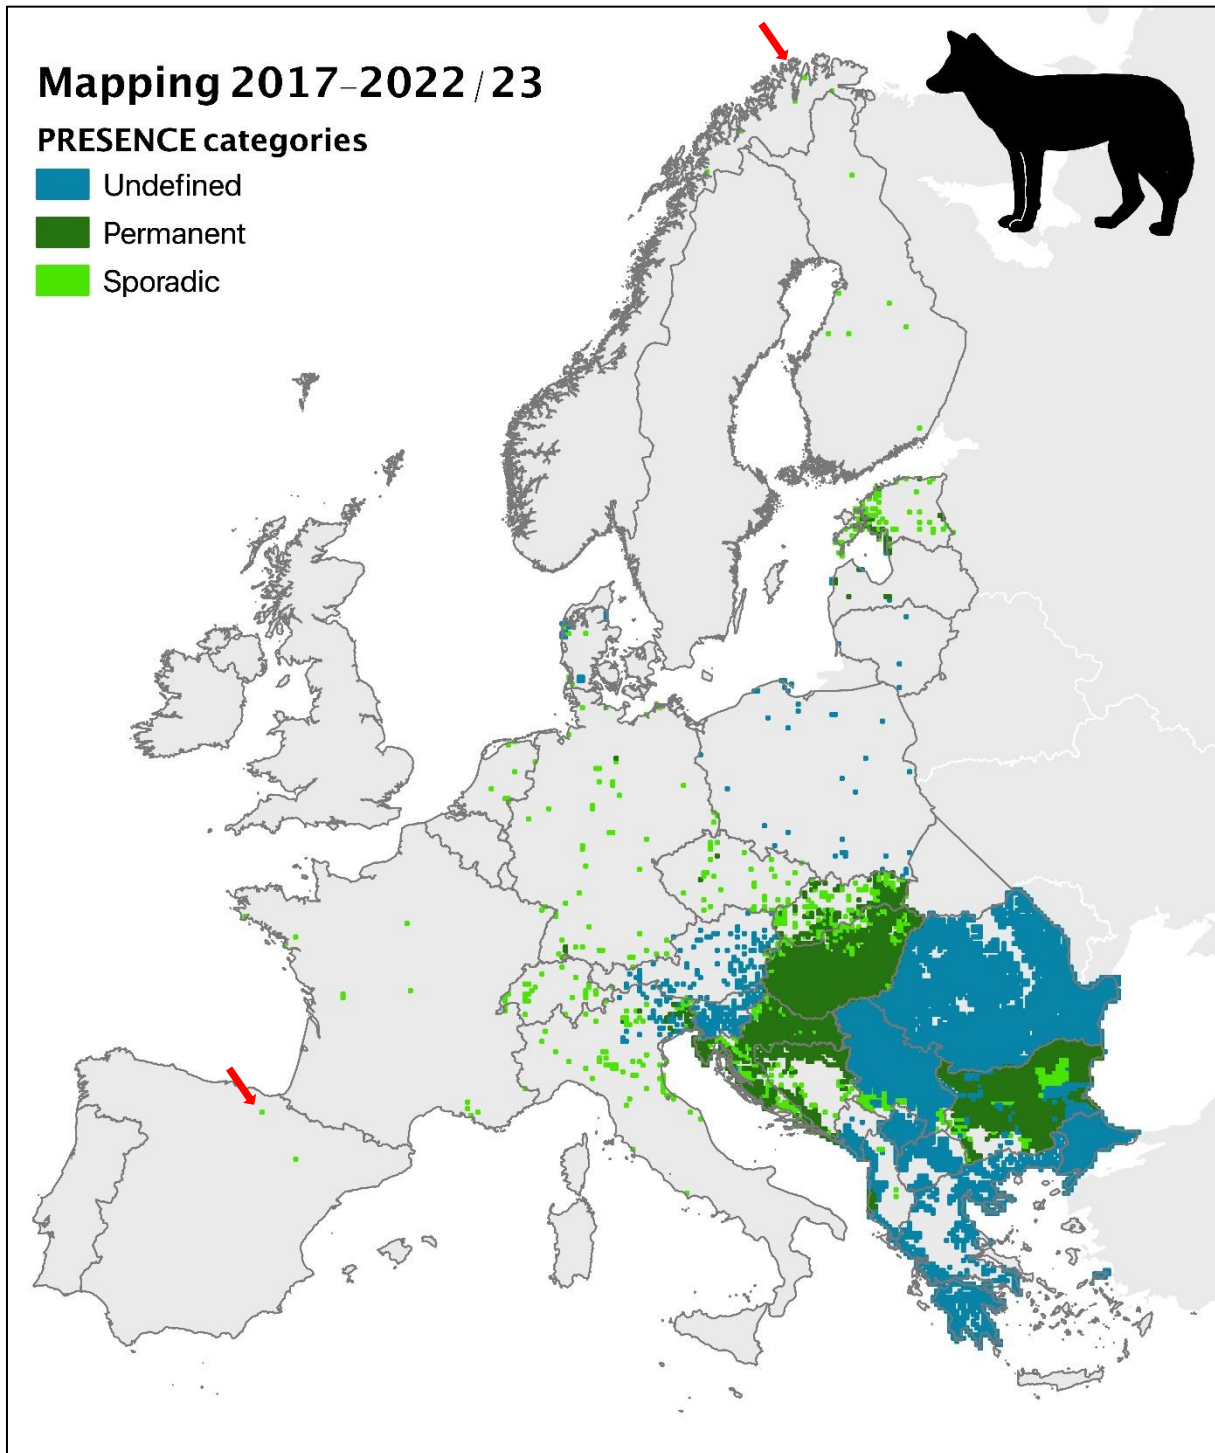 Mapping 2017–2022 / 23
PRESENCE categories
Undefined
Permanent
Sporadic